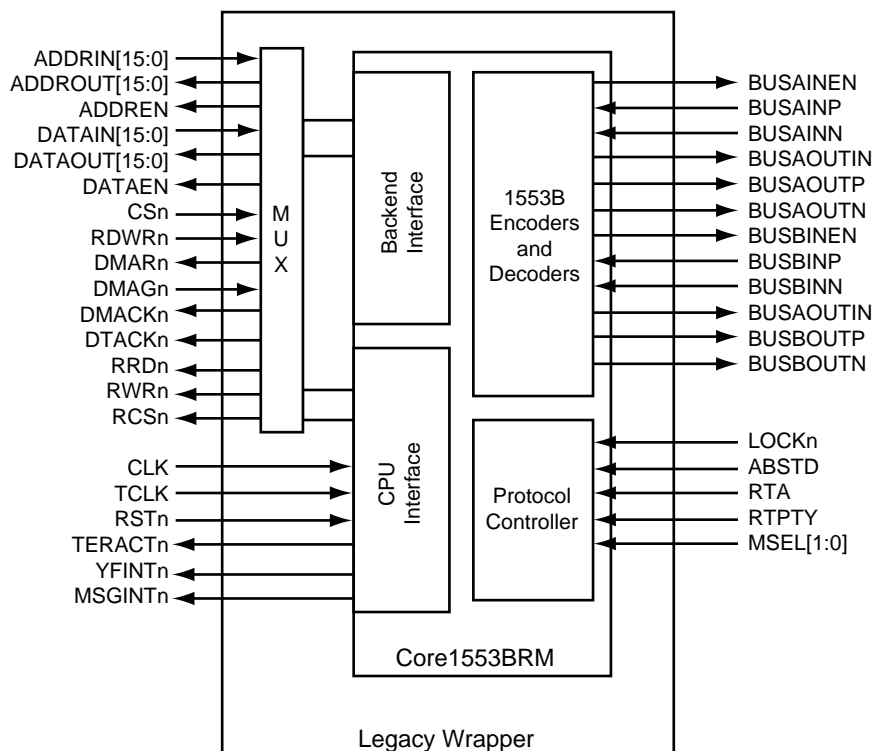 ADDRIN[15:0]
ADDROUT[15:0]
ADDREN
DATAIN[15:0]
DATAOUT[15:0]
DATAEN
CSn
RDWRn
DMARn
DMAGn
DMACKn
DTACKn
RRDn
RWRn
RCSn
CLK
TCLK
RSTn
TERACTn
YFINTn
MSGINTn
M
U
X
Backend
Interface
CPU
Interface
1553B
Encoders
and
Decoders
Protocol
Controller
Core1553BRM
Legacy Wrapper
BUSAINEN
BUSAINP
BUSAINN
BUSAOUTIN
BUSAOUTP
BUSAOUTN
BUSBINEN
BUSBINP
BUSBINN
BUSAOUTIN
BUSBOUTP
BUSBOUTN
LOCKn
ABSTD
RTA
RTPTY
MSEL[1:0]